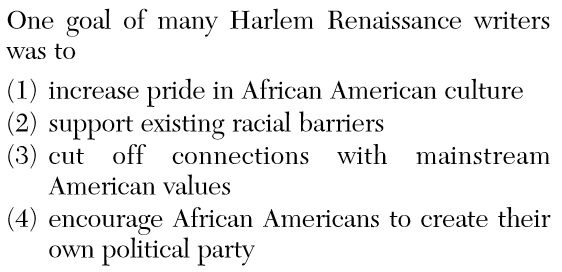 One goal of many Harlem Renaissance writers
was to
(1) increase pride in African American culture
(2) support existing racial barriers
(3) cut off connections with mainstream
American values
(4) encourage African Americans to create their
own political party